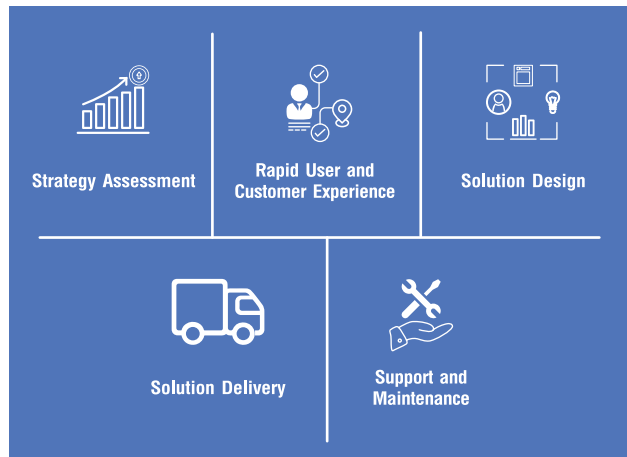 Strategy Assessment
Rapid User and
Customer Experience
Solution Design
Solution Delivery
Support and
Maintenance